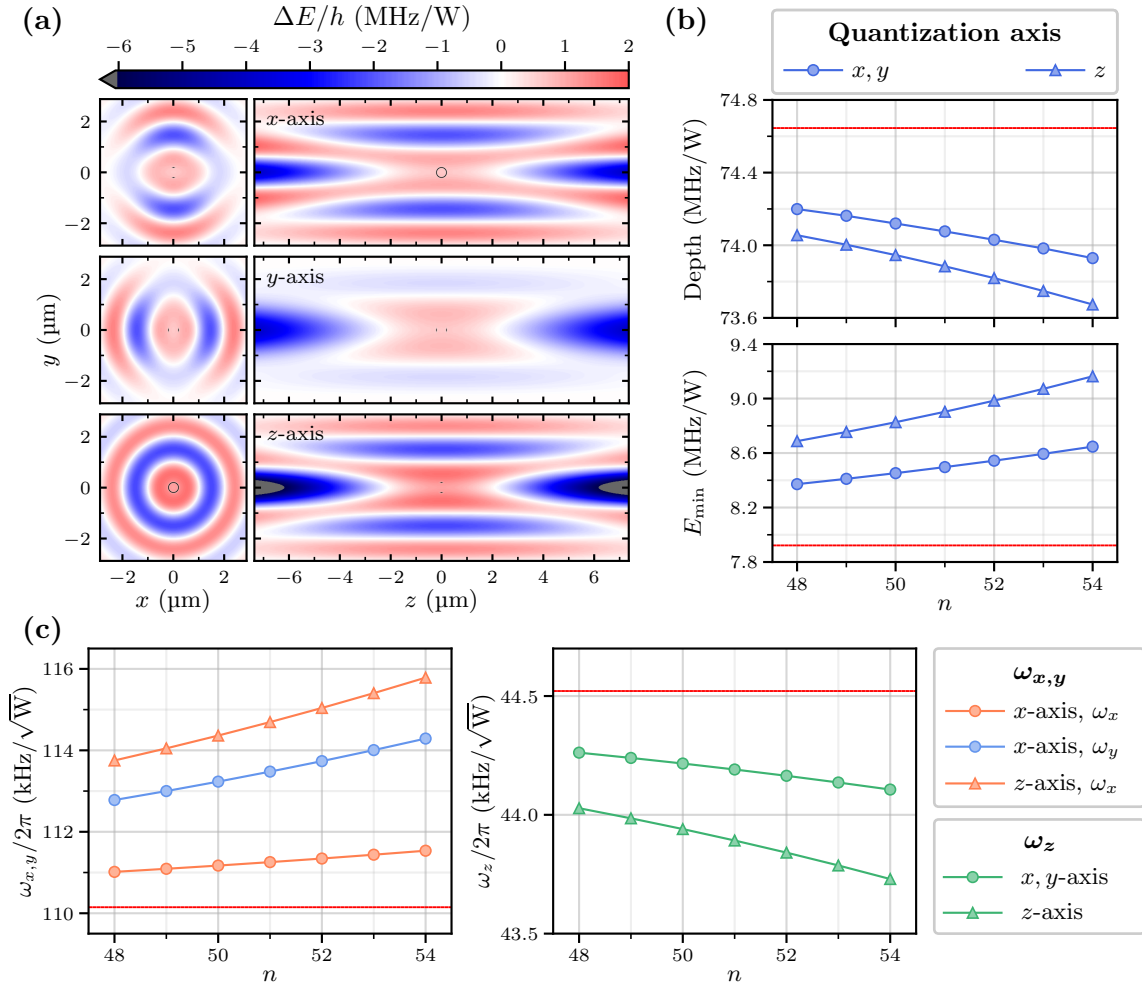 (a)
ΔE/h (MHz/W)
−6 −5 −4 −3 −2 −1 0 1 2
x-axis
2
0
−2
y-axis
2
0
−2
y (µm)
z-axis
2
0
−2
−2 0 2
x (µm)
−6 −4 −2 0 2 4 6
z (µm)
(b)
Quantization axis
x, y
z
74.8
74.4
74.0
73.6
Depth (MHz/W)
9.4
9.0
8.6
8.2
7.8
E_min (MHz/W)
48 50 52 54
n
(c)
116
114
112
110
ω_{x,y}/2π (kHz/√W)
48 50 52 54
n
44.5
44.0
43.5
ω_z/2π (kHz/√W)
48 50 52 54
n
ω_{x,y}
x-axis, ω_x
x-axis, ω_y
z-axis, ω_x
ω_z
x, y-axis
z-axis